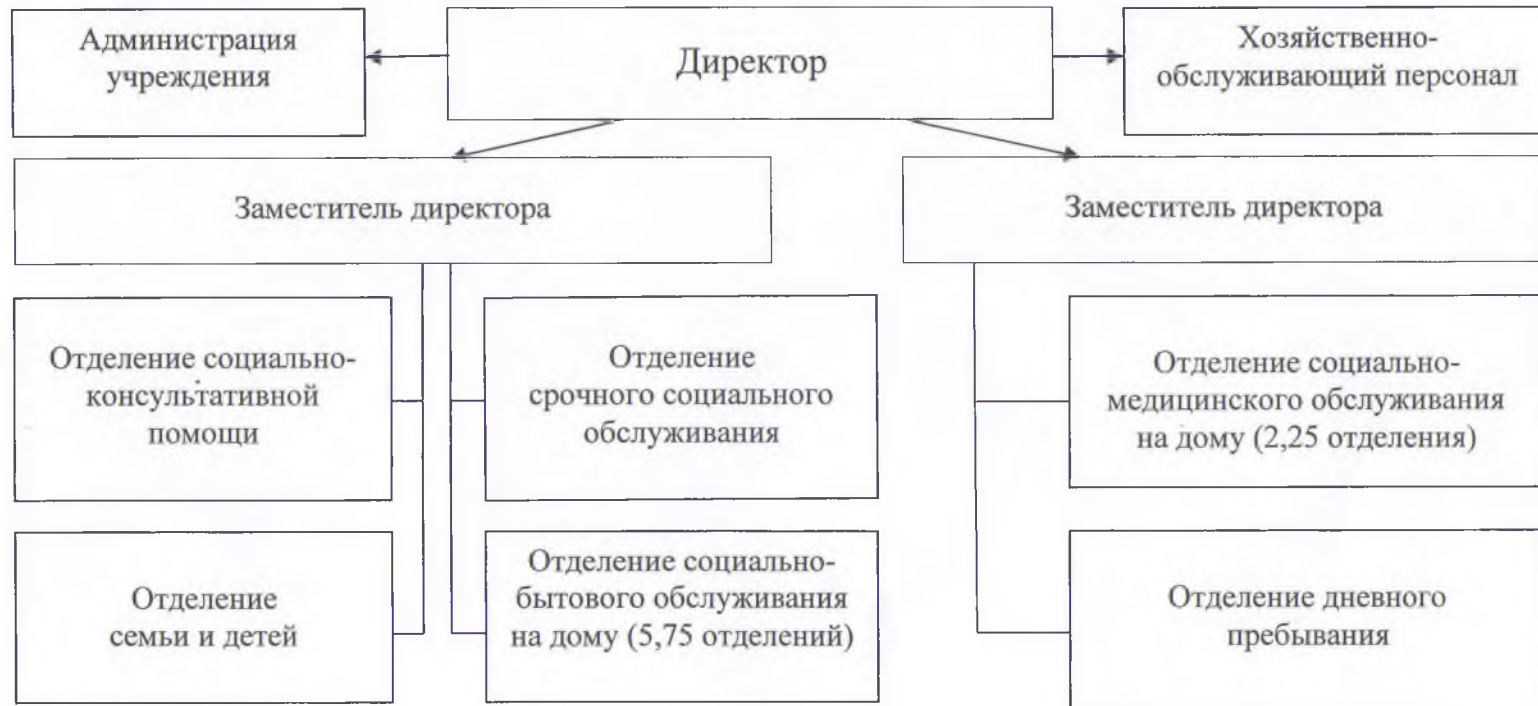 Администрация
учреждения
Директор
Хозяйственно-
обслуживающий персонал
Заместитель директора
Заместитель директора
Отделение социально-
консультативной
помощи
Отделение
срочного социального
обслуживания
Отделение социально-
медицинского обслуживания
на дому (2,25 отделения)
Отделение
семьи и детей
Отделение социально-
бытового обслуживания
на дому (5,75 отделений)
Отделение дневного
пребывания